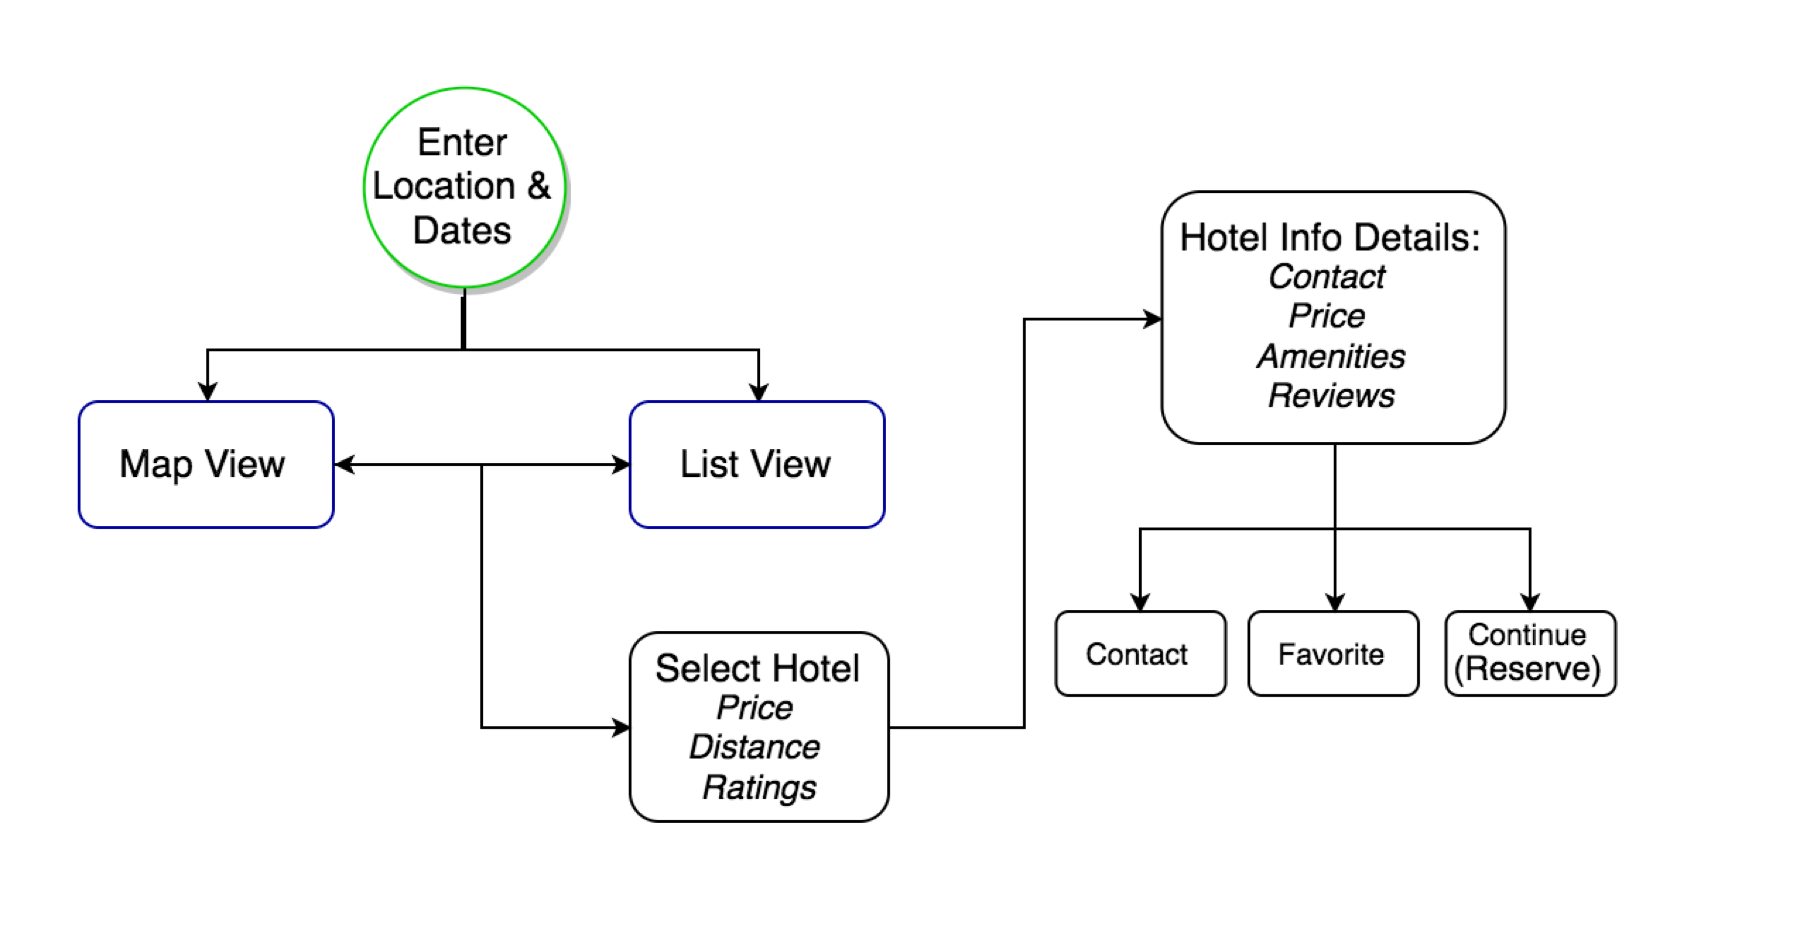 Enter
Location &
Dates
Map View
List View
Select Hotel
Price
Distance
Ratings
Hotel Info Details:
Contact
Price
Amenities
Reviews
Contact
Favorite
Continue
(Reserve)